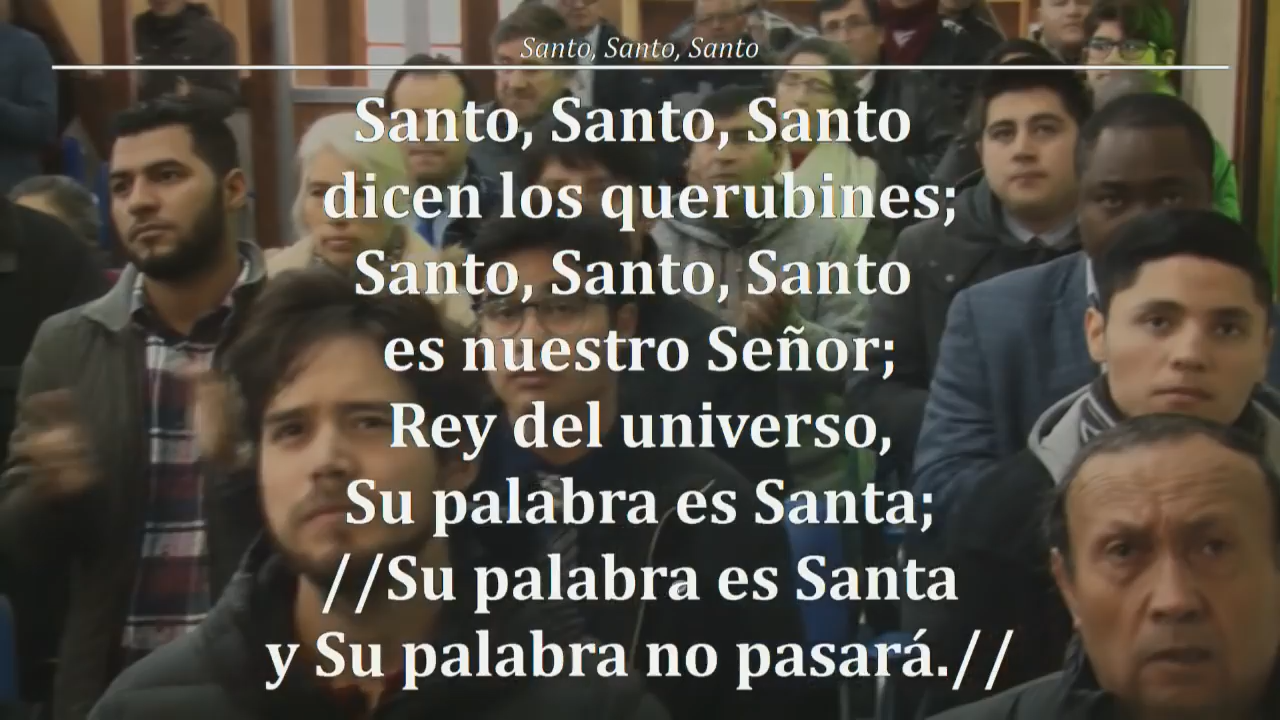 Santo, Santo, Santo
Santo, Santo, Santo
dicen los querubines;
Santo, Santo, Santo
es nuestro Señor;
Rey del universo,
Su palabra es Santa;
//Su palabra es Santa
y Su palabra no pasará.//